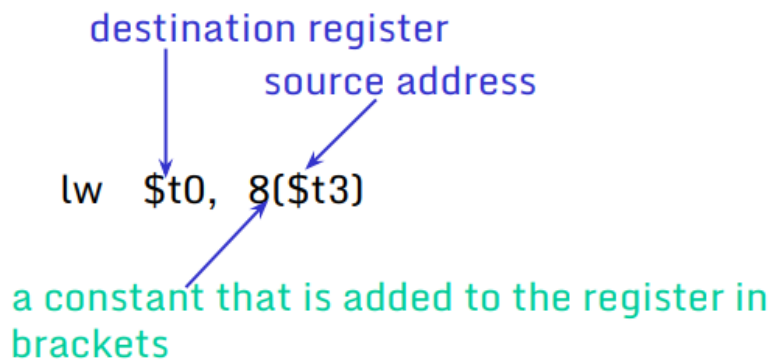 destination register
source address
lw $t0, 8($t3)
a constant that is added to the register in
brackets